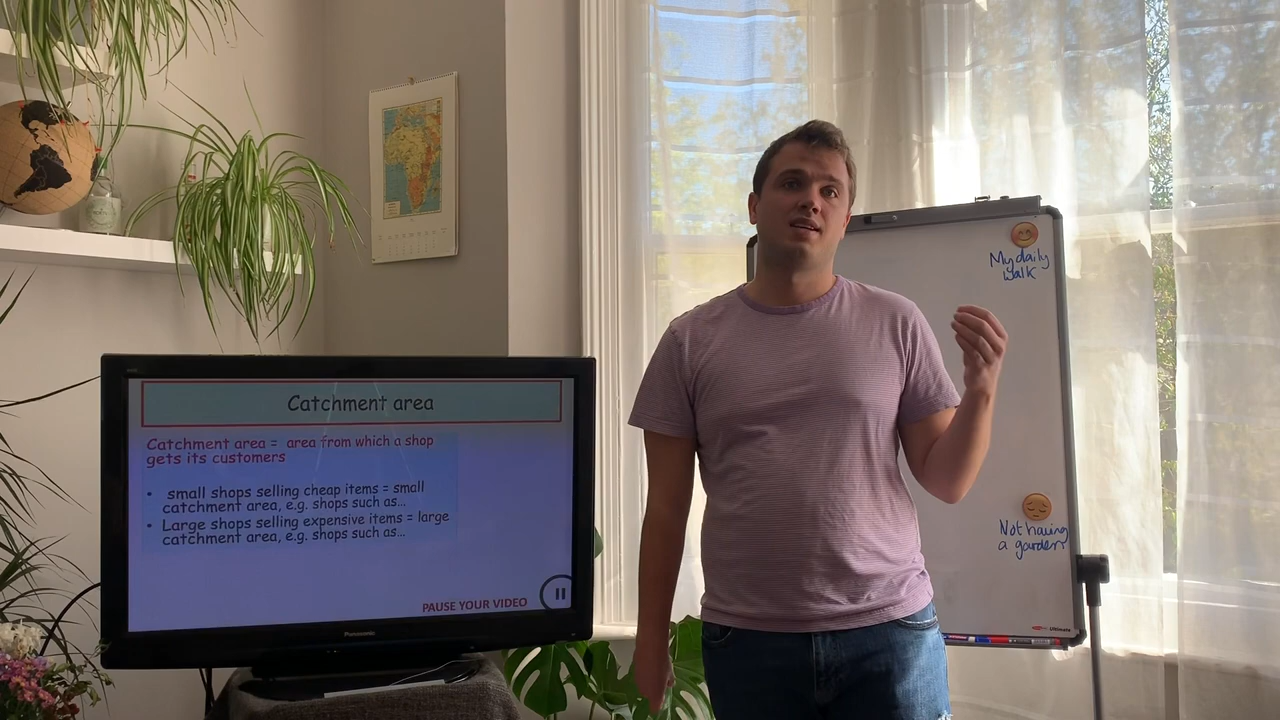 Catchment area
Catchment area = area from which a shop
gets its customers
• small shops selling cheap items = small
catchment area, e.g. shops such as...
• Large shops selling expensive items = large
catchment area, e.g. shops such as...
PAUSE YOUR VIDEO
Panasonic
My daily
walk
Not having
a garden
Ultimate